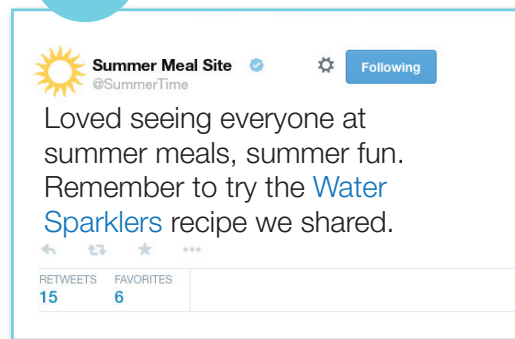 Summer Meal Site
@SummerTime
Following
Loved seeing everyone at
summer meals, summer fun.
Remember to try the Water
Sparklers recipe we shared.
RETWEETS FAVORITES
15 6